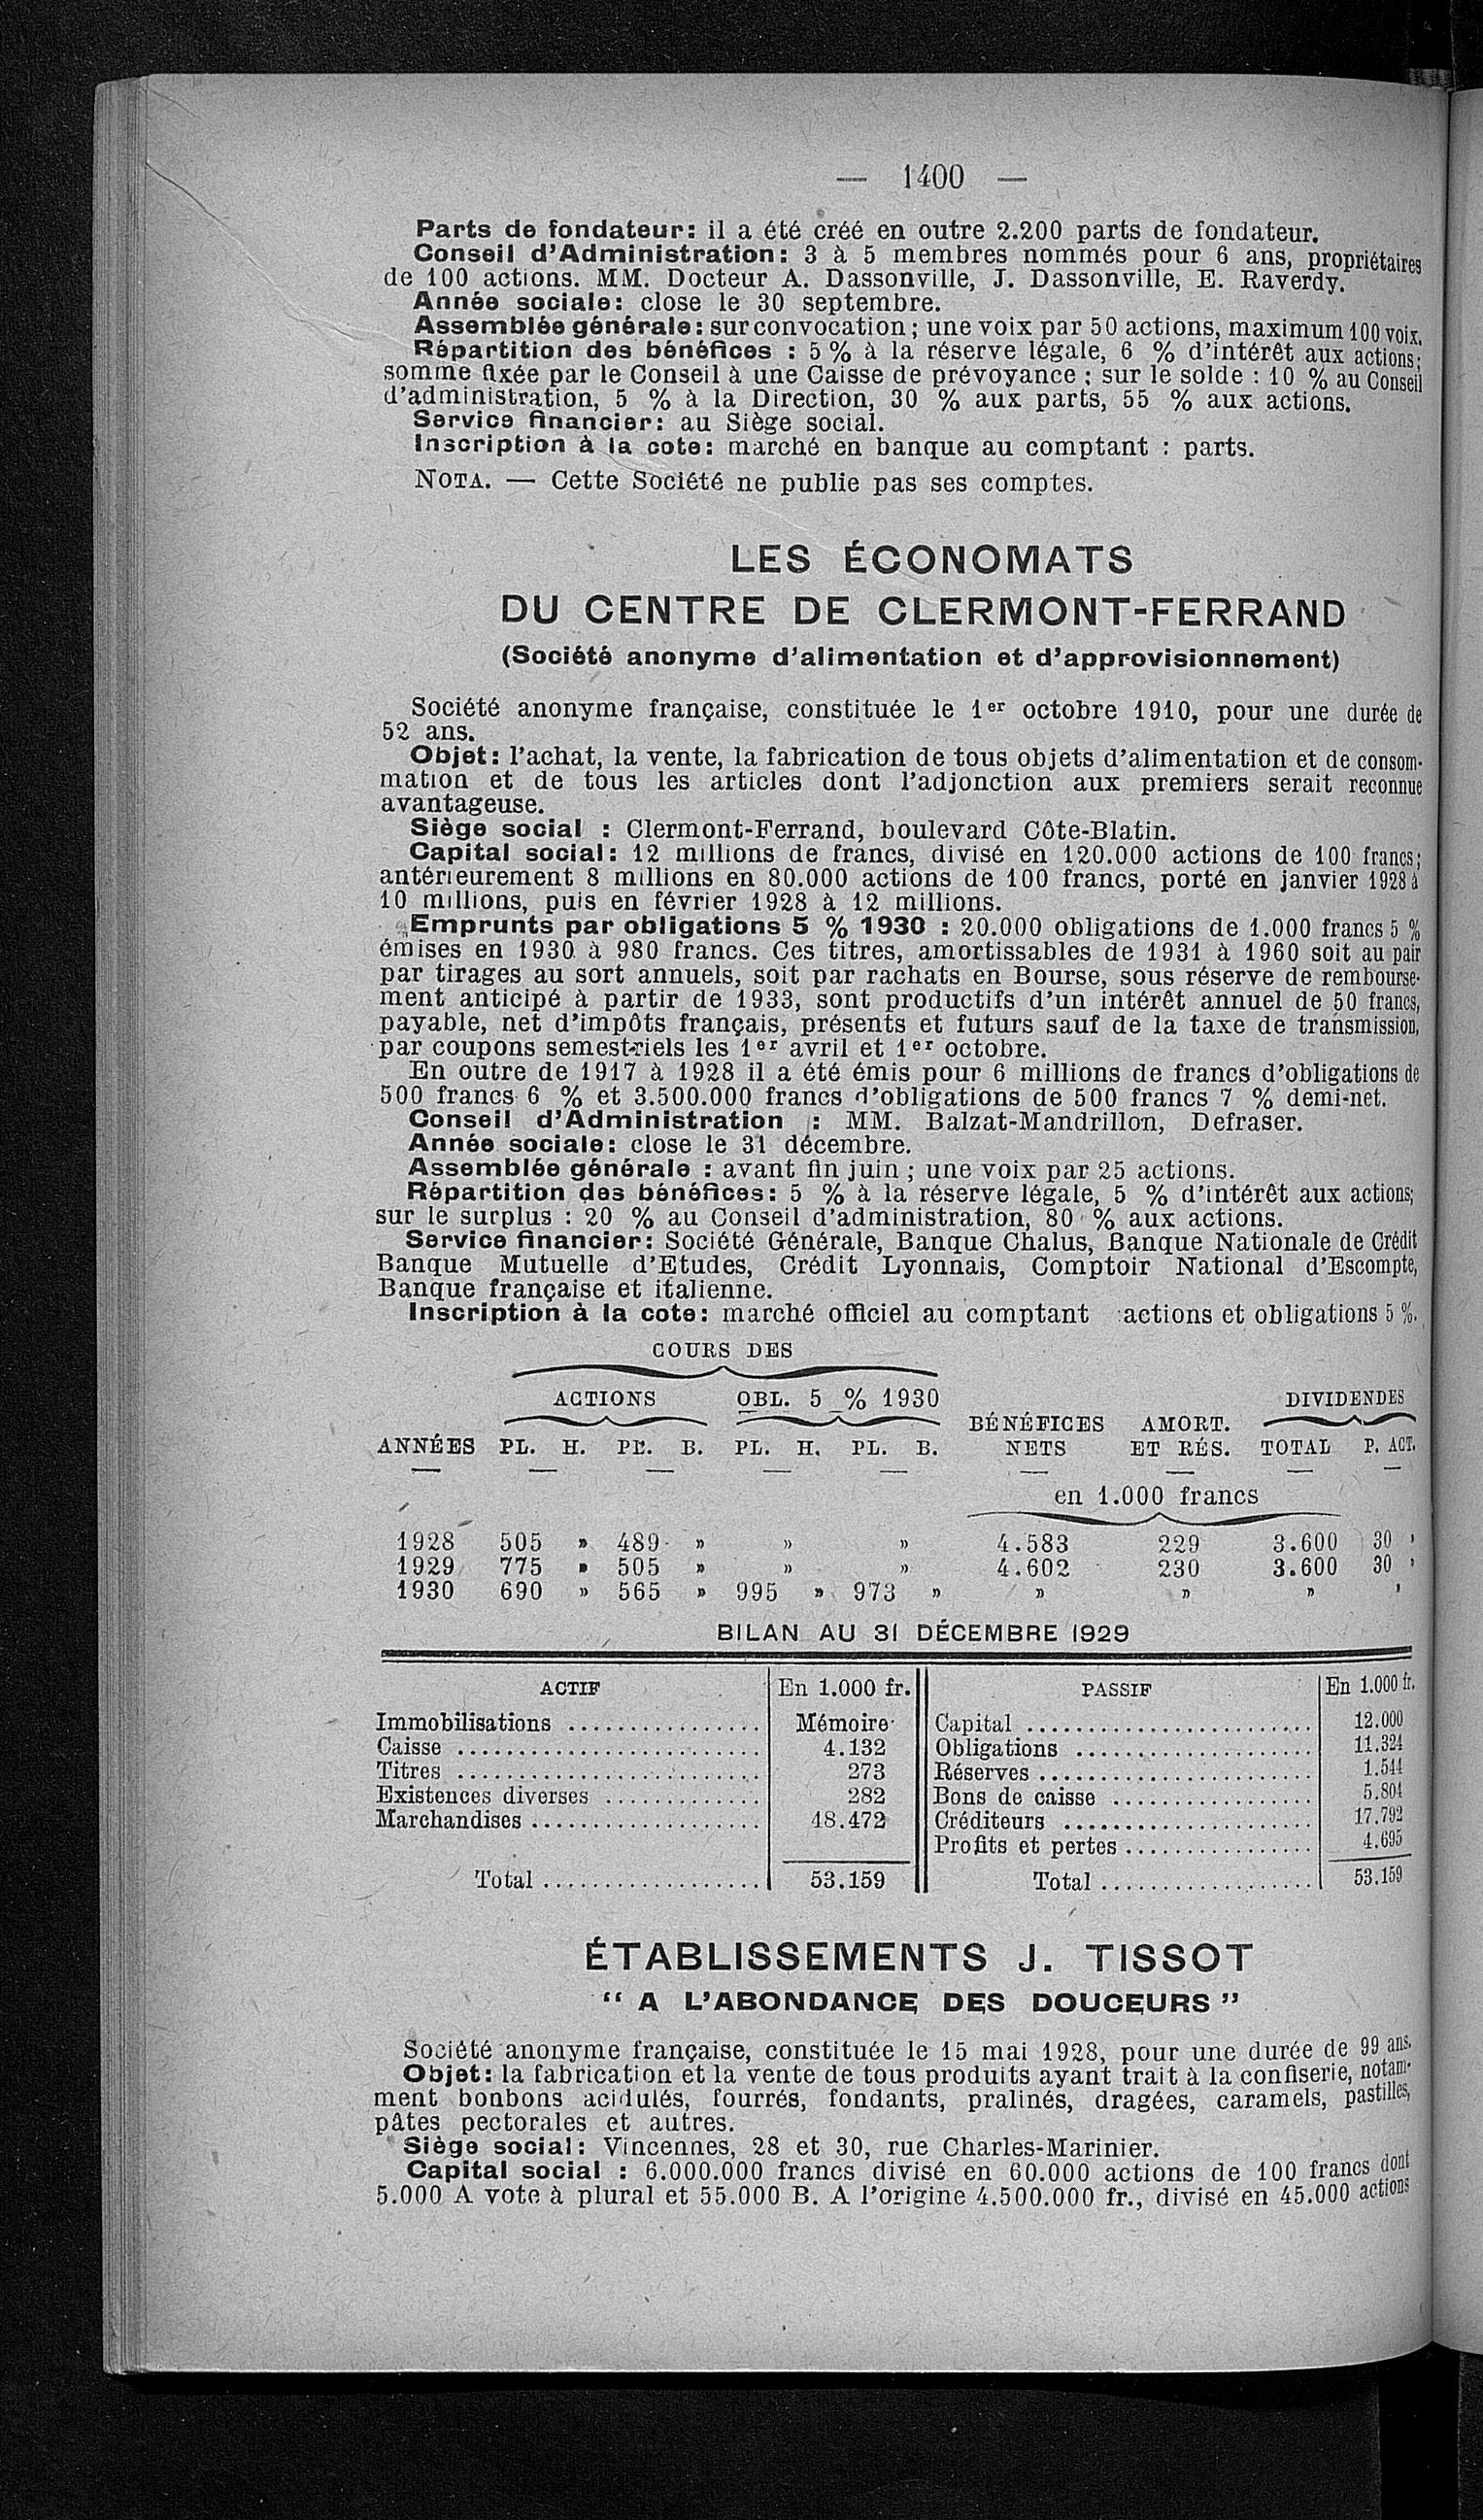 — 1400 —
Parts de fondateur: il a été créé en outre 2.200 parts de fondateur.
Conseil d'Administration: 3 à 5 membres nommés pour 6 ans, propriétaires
de 100 actions. MM. Docteur A. Dassonville, J. Dassonville, E. Raverdy.
Année sociale: close le 30 septembre.
Assemblée générale: sur convocation; une voix par 50 actions, maximum 100 voix.
Répartition des bénéfices : 5 % à la réserve légale, 6 % d'intérêt aux actions;
somme fixée par le Conseil à une Caisse de prévoyance ; sur le solde : 10 % au Conseil
d'administration, 5 % à la Direction, 30 % aux parts, 55 % aux actions.
Service financier: au Siège social.
Inscription à la cote: marché en banque au comptant : parts.
NOTA. — Cette Société ne publie pas ses comptes.
LES ÉCONOMATS
DU CENTRE DE CLERMONT-FERRAND
(Société anonyme d'alimentation et d'approvisionnement)
Société anonyme française, constituée le 1er octobre 1910, pour une durée de
52 ans.
Objet: l'achat, la vente, la fabrication de tous objets d'alimentation et de consom-
mation et de tous les articles dont l'adjonction aux premiers serait reconnue
avantageuse.
Siège social : Clermont-Ferrand, boulevard Côte-Blatin.
Capital social: 12 millions de francs, divisé en 120.000 actions de 100 francs;
antérieurement 8 millions en 80.000 actions de 100 francs, porté en janvier 1928 à
10 millions, puis en février 1928 à 12 millions.
Emprunts par obligations 5 % 1930 : 20.000 obligations de 1.000 francs 5 %
émises en 1930 à 980 francs. Ces titres, amortissables de 1931 à 1960 soit au pair
par tirages au sort annuels, soit par rachats en Bourse, sous réserve de rembourse-
ment anticipé à partir de 1933, sont productifs d'un intérêt annuel de 50 francs,
payable, net d'impôts français, présents et futurs sauf de la taxe de transmission,
par coupons semestriels les 1er avril et 1er octobre.
En outre de 1917 à 1928 il a été émis pour 6 millions de francs d'obligations de
500 francs 6 % et 3.500.000 francs d'obligations de 500 francs 7 % demi-net.
Conseil d'Administration : MM. Balzat-Mandrillon, Defraser.
Année sociale: close le 31 décembre.
Assemblée générale : avant fin juin ; une voix par 25 actions.
Répartition des bénéfices: 5 % à la réserve légale, 5 % d'intérêt aux actions;
sur le surplus : 20 % au Conseil d'administration, 80 % aux actions.
Service financier: Société Générale, Banque Chalus, Banque Nationale de Crédit
Banque Mutuelle d'Etudes, Crédit Lyonnais, Comptoir National d'Escompte,
Banque française et italienne.
Inscription à la cote: marché officiel au comptant : actions et obligations 5 %.
COURS DES
ACTIONS OBL. 5 % 1930 DIVIDENDES
BÉNÉFICES AMORT.
ANNÉES PL. H. PL. B. PL. H. PL. B. NETS ET RÉS. TOTAL P. ACT.
en 1.000 francs
1928 505 » 489 » » » 4.583 229 3.600 30 »
1929 775 » 505 » » » 4.602 230 3.600 30 »
1930 690 » 565 » 995 » 973 » » » » »
BILAN AU 31 DÉCEMBRE 1929
ACTIF En 1.000 fr. PASSIF En 1.000 fr.
Immobilisations ................ Mémoire Capital ........................ 12.000
Caisse ......................... 4.132 Obligations .................... 11.324
Titres ......................... 273 Réserves ....................... 1.544
Existences diverses ............. 282 Bons de caisse ................. 5.804
Marchandises ................... 48.472 Créditeurs ..................... 17.792
Profits et pertes ................ 4.695
Total .................. 53.159 Total ................... 53.159
ÉTABLISSEMENTS J. TISSOT
“ A L'ABONDANCE DES DOUCEURS ”
Société anonyme française, constituée le 15 mai 1928, pour une durée de 99 ans.
Objet: la fabrication et la vente de tous produits ayant trait à la confiserie, notam-
ment bonbons acidulés, fourrés, fondants, pralinés, dragées, caramels, pastilles,
pâtes pectorales et autres.
Siège social: Vincennes, 28 et 30, rue Charles-Marinier.
Capital social : 6.000.000 francs divisé en 60.000 actions de 100 francs dont
5.000 A vote à plural et 55.000 B. A l'origine 4.500.000 fr., divisé en 45.000 actions